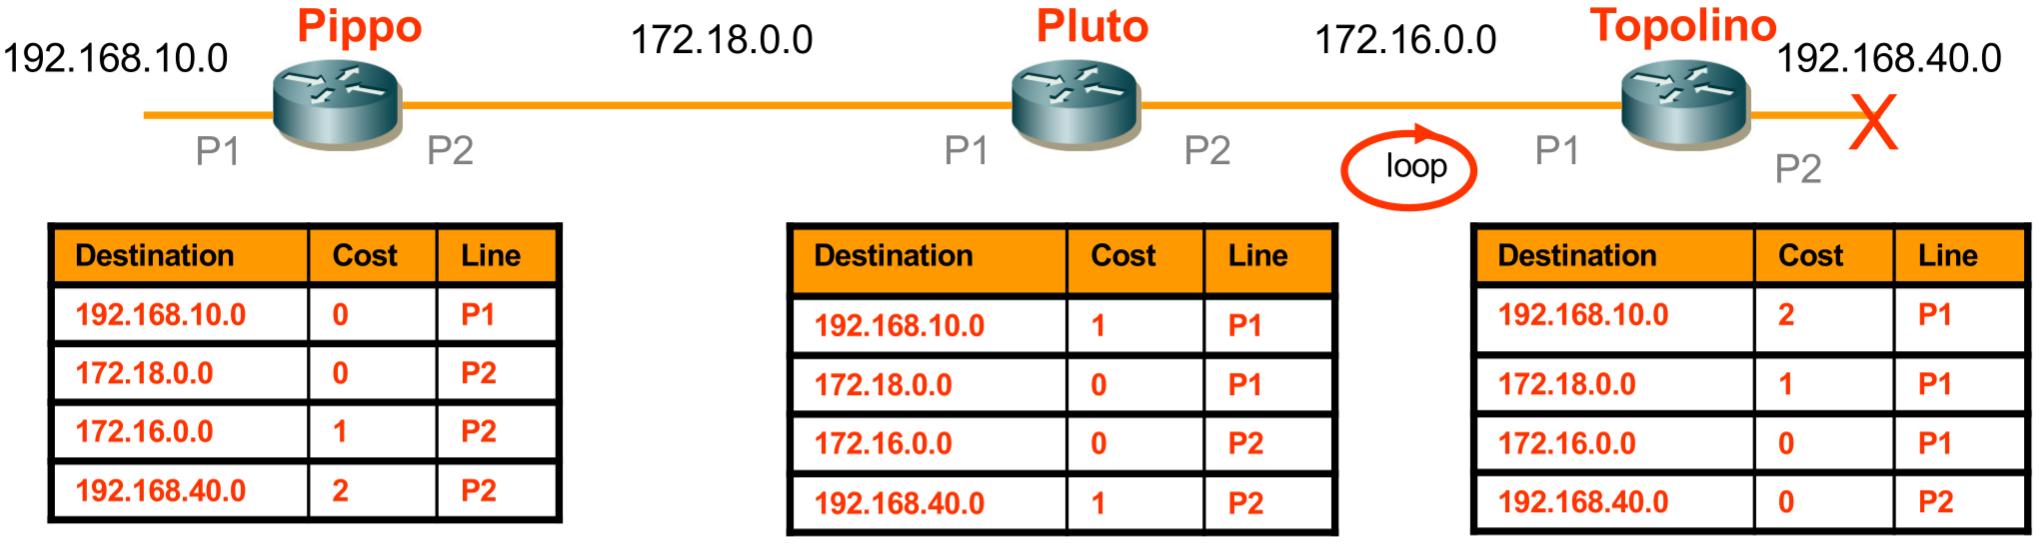 Pippo
Pluto
Topolino
192.168.10.0
172.18.0.0
172.16.0.0
192.168.40.0
P1
P2
P1
P2
loop
P1
P2
Destination Cost Line
192.168.10.0 0 P1
172.18.0.0 0 P2
172.16.0.0 1 P2
192.168.40.0 2 P2
Destination Cost Line
192.168.10.0 1 P1
172.18.0.0 0 P1
172.16.0.0 0 P2
192.168.40.0 1 P2
Destination Cost Line
192.168.10.0 2 P1
172.18.0.0 1 P1
172.16.0.0 0 P1
192.168.40.0 0 P2